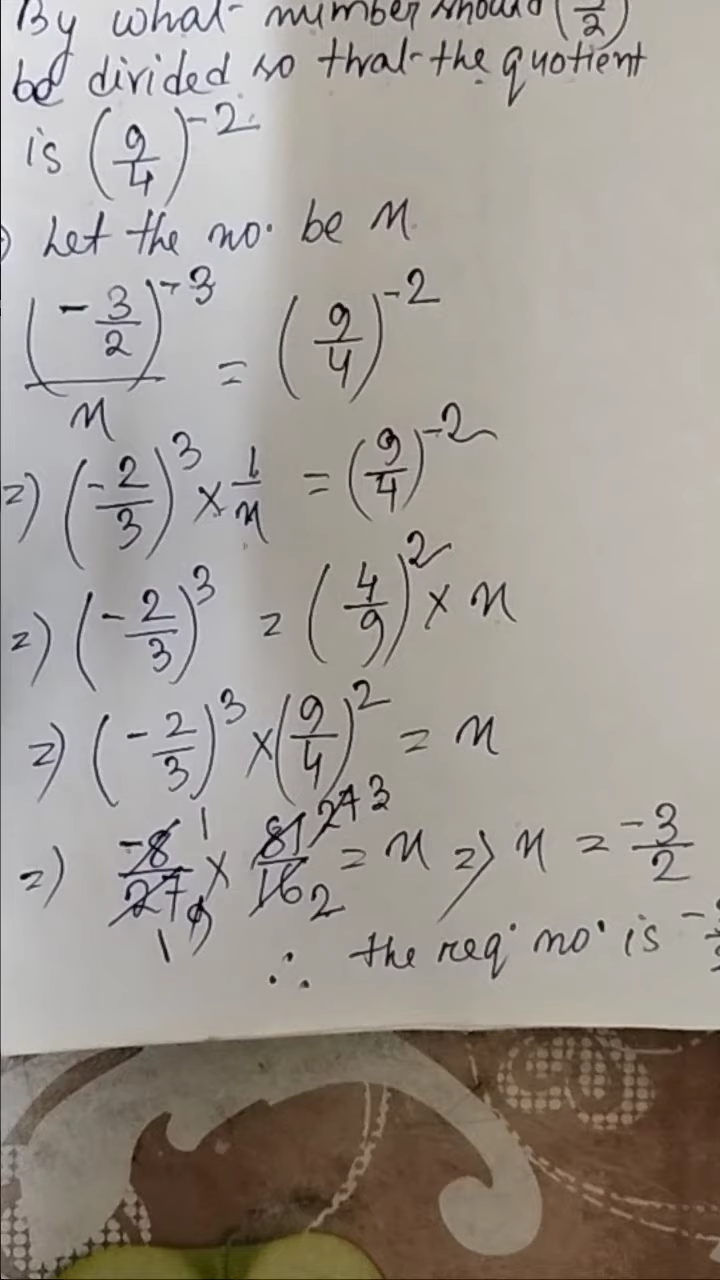 By what number should (3/2)
be divided so that the quotient
is (9/4)^-2
Let the no. be x
(-3/2)^-3 / x = (9/4)^-2
=) (-2/3)^3 × 1/x = (9/4)^-2
=) (-2/3)^3 = (4/9)^2 × x
=) (-2/3)^3 × (9/4)^2 = x
=) -8/27 × 81/16 = x => x = -3/2
∴ the req. no. is -